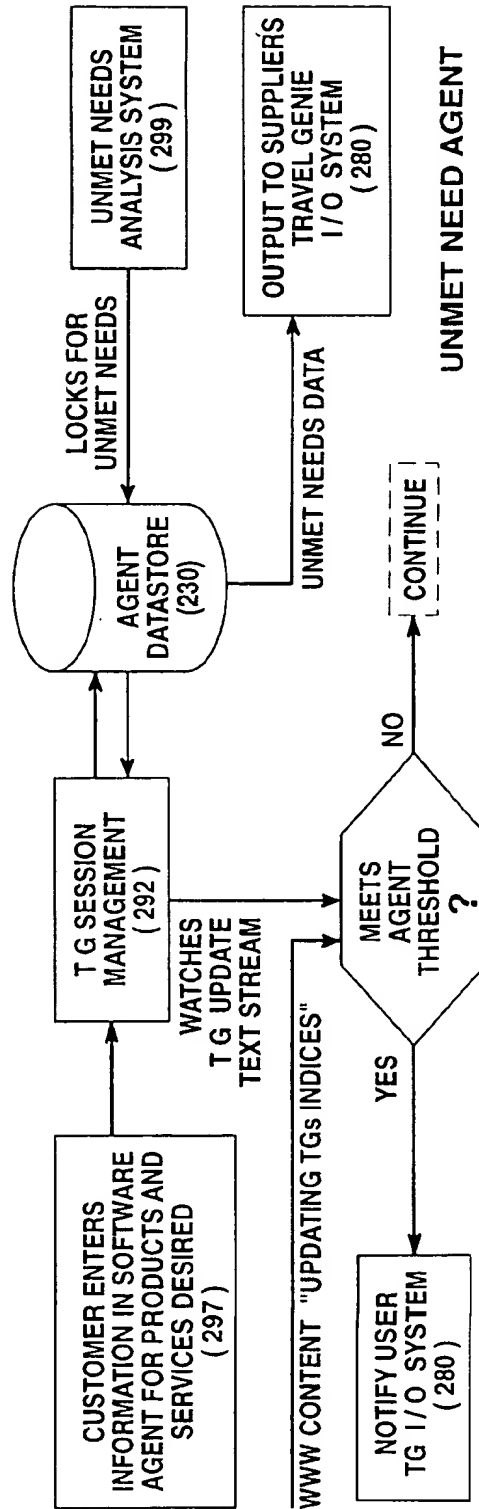 CUSTOMER ENTERS
INFORMATION IN SOFTWARE
AGENT FOR PRODUCTS AND
SERVICES DESIRED
(297)
T G SESSION
MANAGEMENT
(292)
AGENT
DATASTORE
(230)
LOCKS FOR
UNMET NEEDS
UNMET NEEDS
ANALYSIS SYSTEM
(299)
WATCHES
T G UPDATE
TEXT STREAM
UNMET NEEDS DATA
OUTPUT TO SUPPLIER'S
TRAVEL GENIE
I/O SYSTEM
(280)
WWW CONTENT "UPDATING TGs INDICES"
MEETS
AGENT
THRESHOLD
?
YES
NO
NOTIFY USER
TG I/O SYSTEM
(280)
CONTINUE
UNMET NEED AGENT